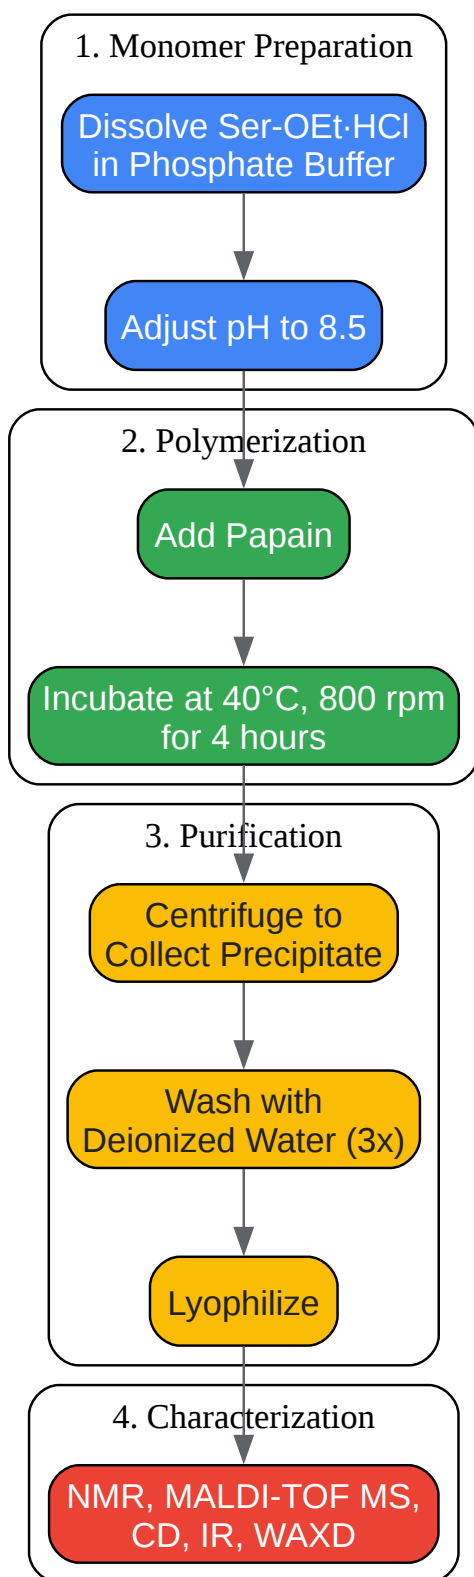 1. Monomer Preparation
Dissolve Ser-OEt·HCl
in Phosphate Buffer
Adjust pH to 8.5
2. Polymerization
Add Papain
Incubate at 40°C, 800 rpm
for 4 hours
3. Purification
Centrifuge to
Collect Precipitate
Wash with
Deionized Water (3x)
Lyophilize
4. Characterization
NMR, MALDI-TOF MS,
CD, IR, WAXD